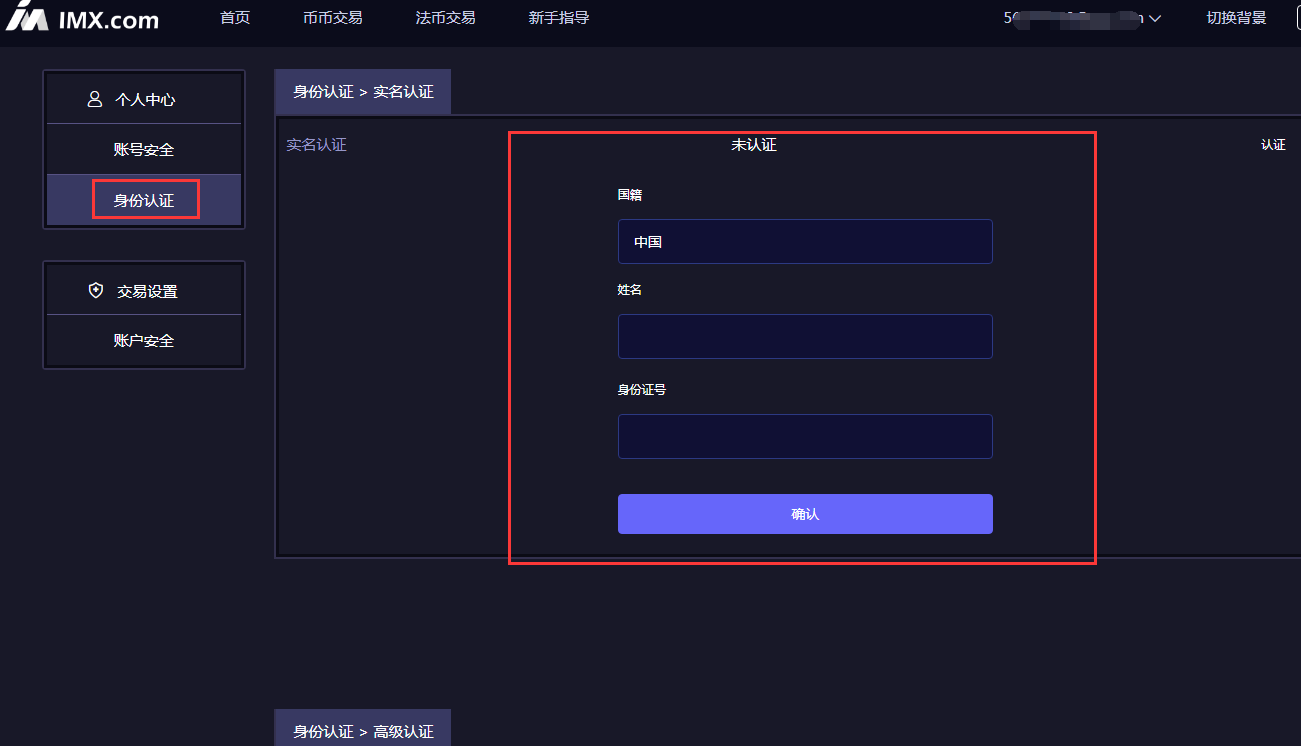 IMX.com 首页 币币交易 法币交易 新手指导 切换背景
个人中心
账号安全
身份认证
交易设置
账户安全
身份认证 > 实名认证
实名认证 未认证 认证
国籍
中国
姓名
身份证号
确认
身份认证 > 高级认证